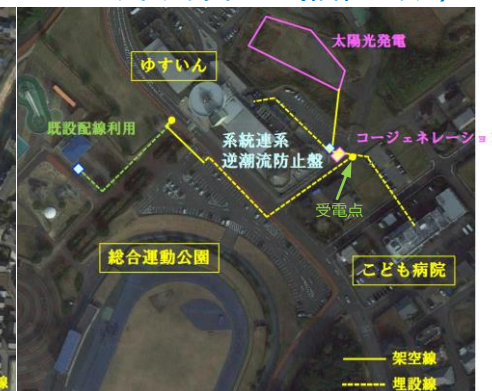 太陽光発電
ゆすいん
既設配線利用
系統連系
逆潮流防止盤
コージェネレーショ
受電点
総合運動公園
こども病院
架空線
埋設線
線